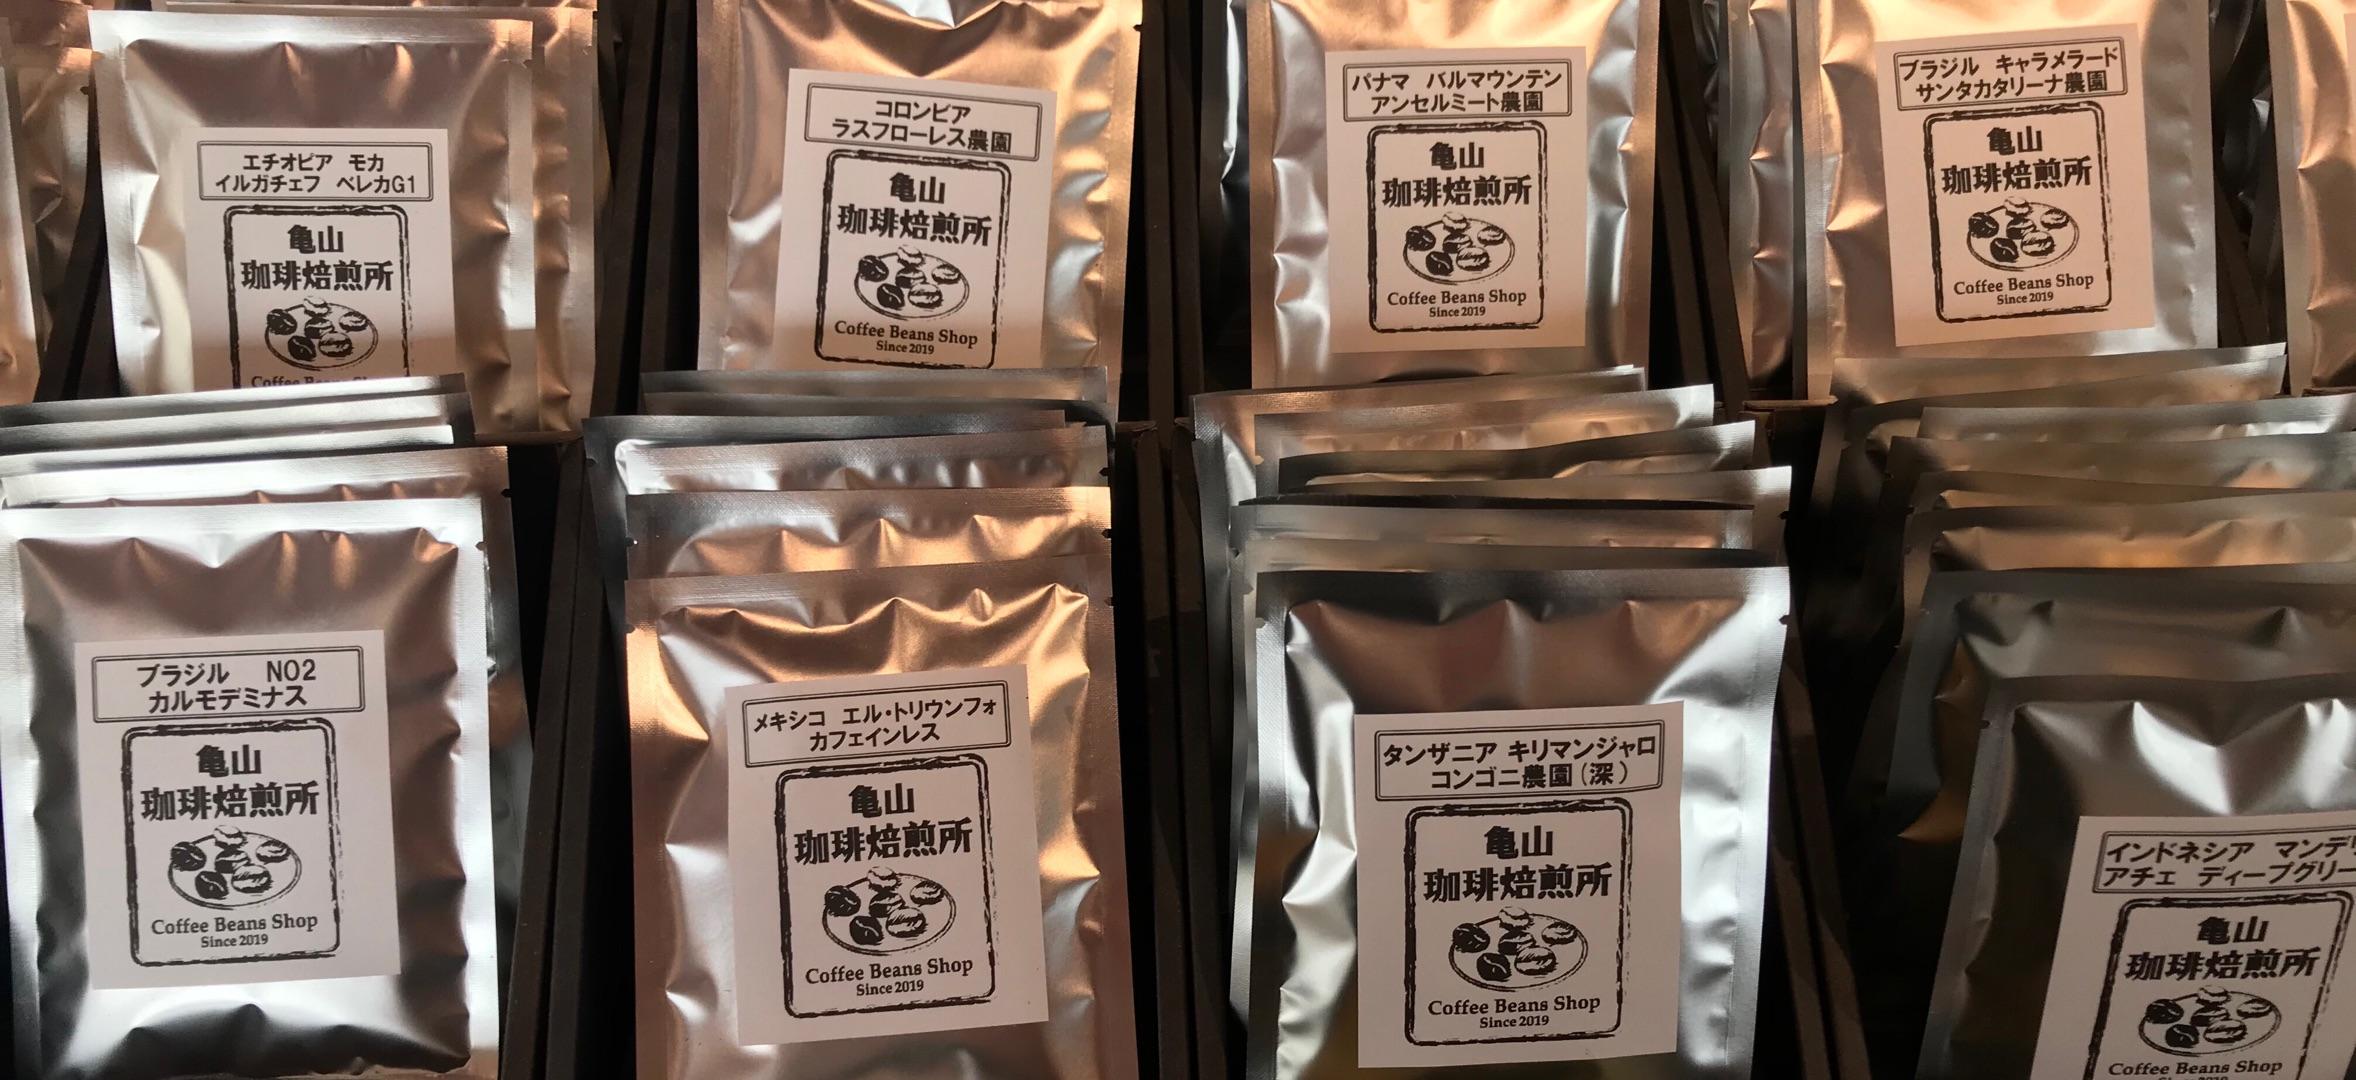 エチオピア モカ
イルガチェフ ベレカG1
亀山
珈琲焙煎所
コロンビア
ラスフローレス農園
亀山
珈琲焙煎所
Coffee Beans Shop
Since 2019
パナマ バルマウンテン
アンセルミート農園
亀山
珈琲焙煎所
Coffee Beans Shop
Since 2019
ブラジル キャラメラード
サンタカタリーナ農園
亀山
珈琲焙煎所
Coffee Beans Shop
Since 2019
ブラジル NO2
カルモデミナス
亀山
珈琲焙煎所
Coffee Beans Shop
Since 2019
メキシコ エル・トリウンフォ
カフェインレス
亀山
珈琲焙煎所
Coffee Beans Shop
Since 2019
タンザニア キリマンジャロ
コンゴニ農園(深)
亀山
珈琲焙煎所
Coffee Beans Shop
Since 2019
インドネシア マンデ
アチェ ディープグリー
亀山
珈琲焙煎所
Coffee Beans Shop